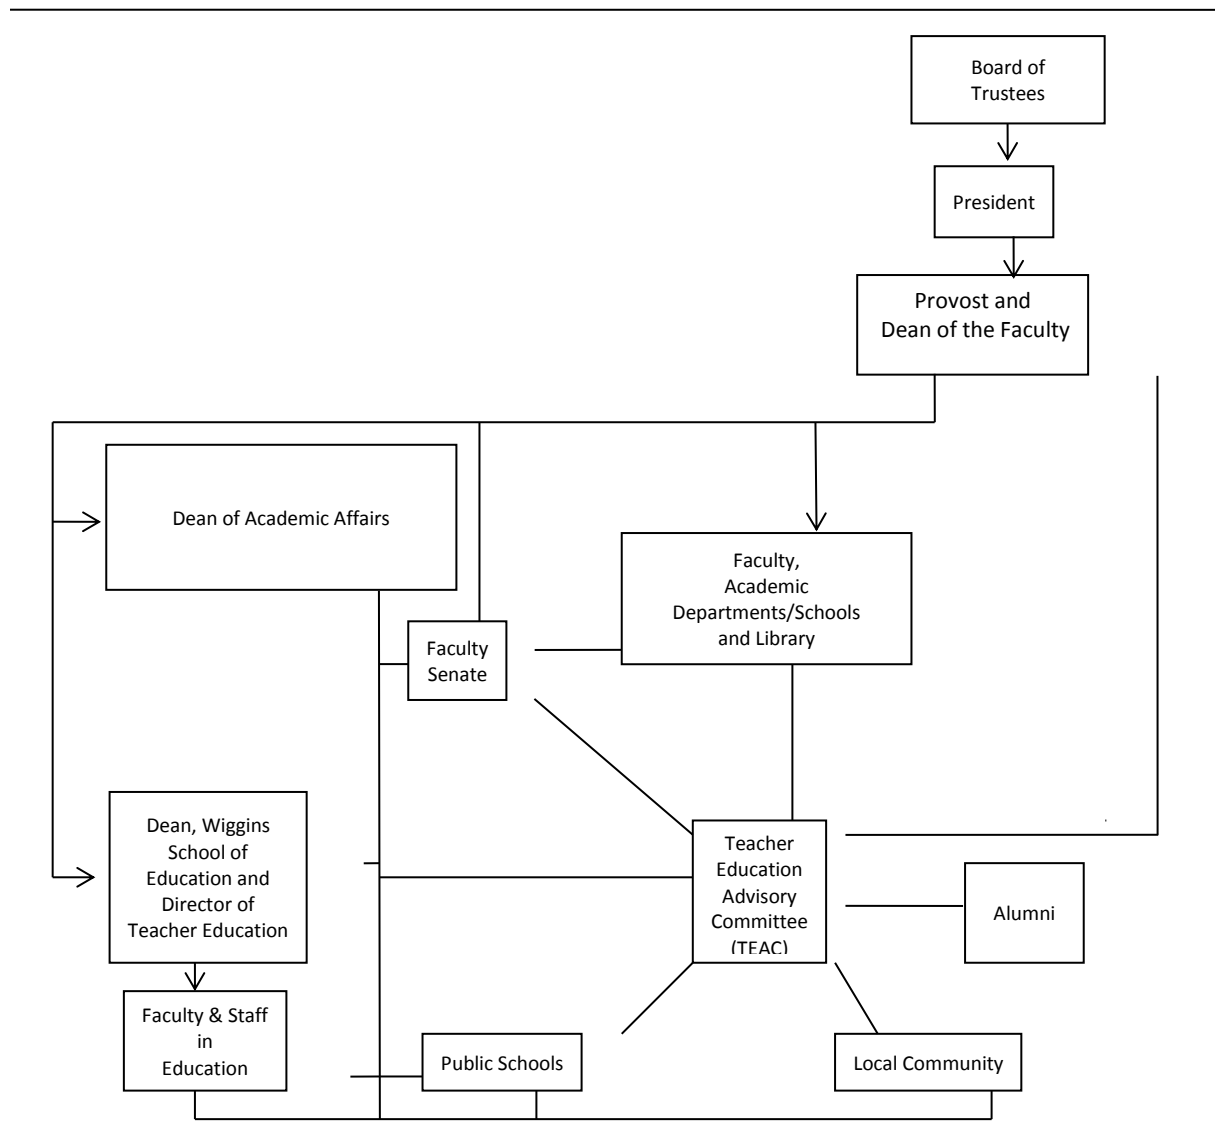 Board of
Trustees
President
Provost and
Dean of the Faculty
Dean of Academic Affairs
Faculty,
Academic
Departments/Schools
and Library
Faculty
Senate
Dean, Wiggins
School of
Education and
Director of
Teacher Education
Teacher
Education
Advisory
Committee
(TEAC)
Alumni
Faculty & Staff
in
Education
Public Schools
Local Community